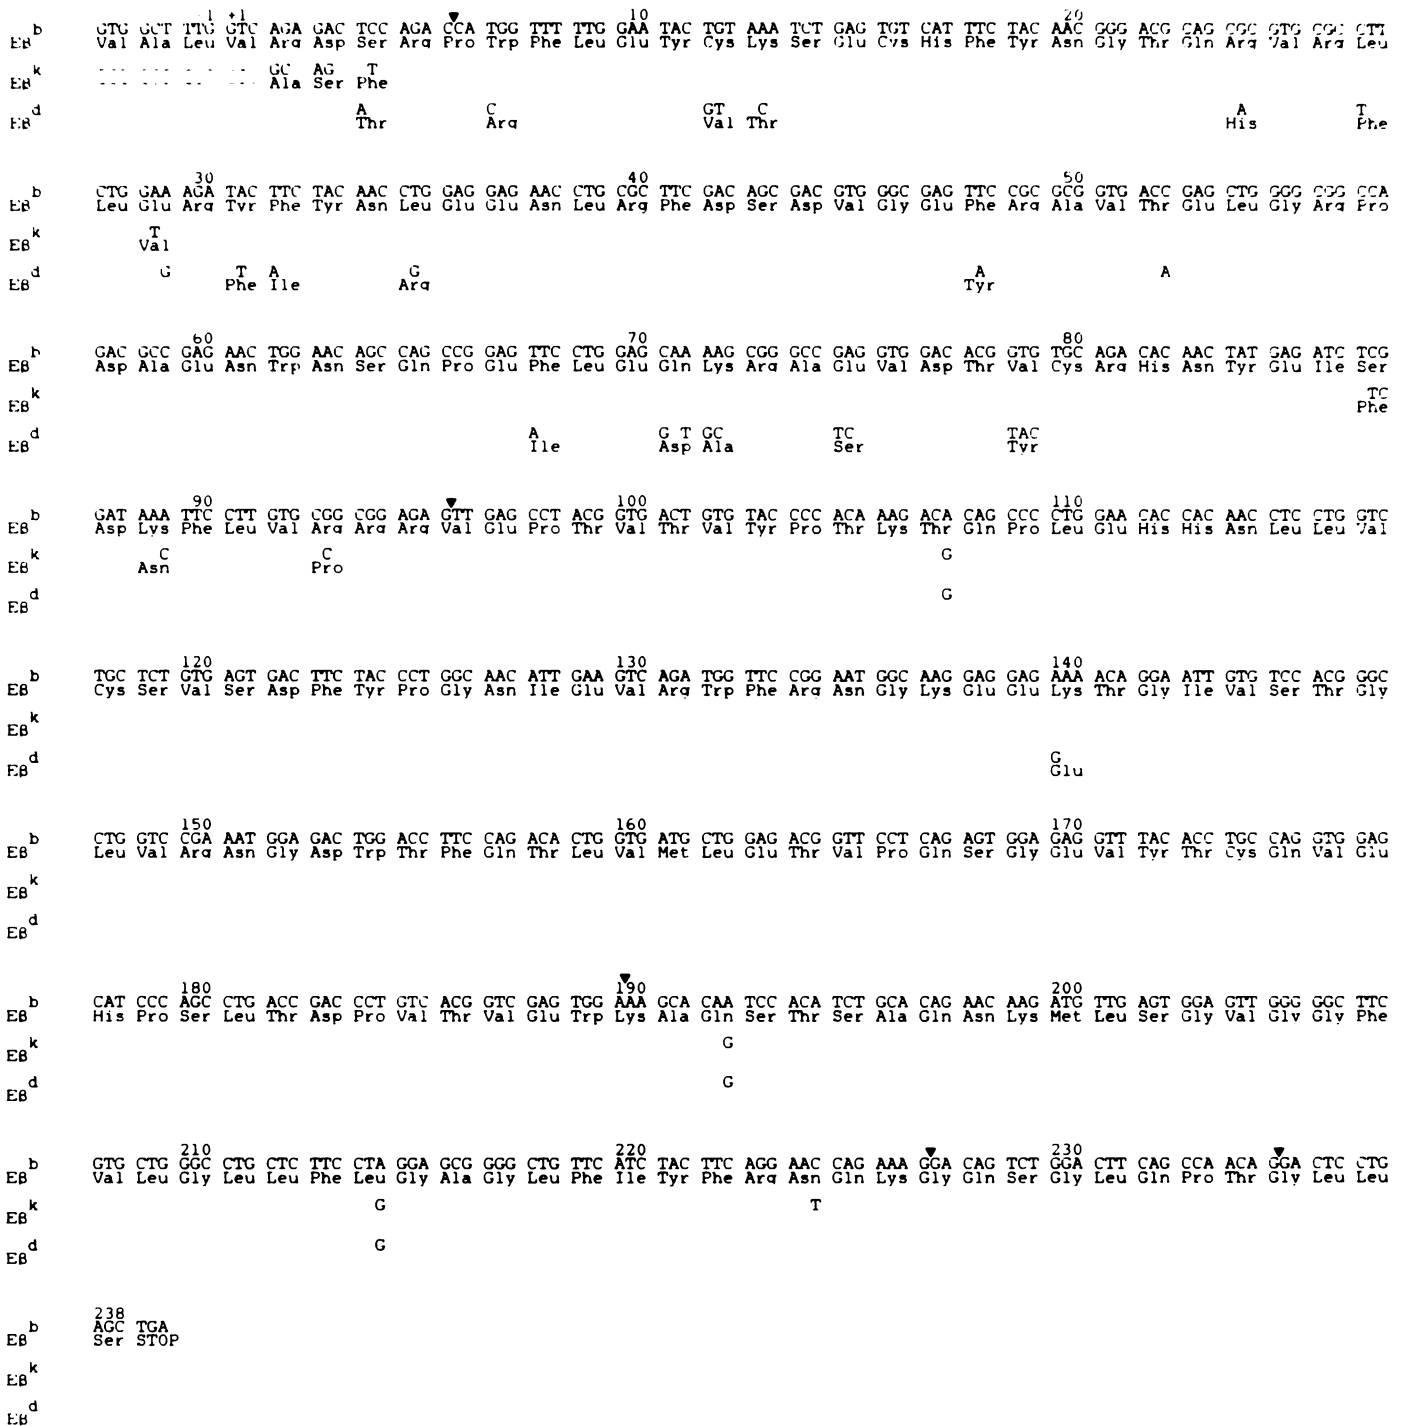 -1 +1 10 20
Eβ b GTG GCT TTG GTC AGA GAC TCC AGA CCA TGG TTT TTG GAA TAC TGT AAA TCT GAG TGT CAT TTC TAC AAC GGG ACG CAG CGC GTG CGC CTT
Val Ala Leu Val Arg Asp Ser Arg Pro Trp Phe Leu Glu Tyr Cys Lys Ser Glu Cys His Phe Tyr Asn Gly Thr Gln Arg Val Arg Leu
Eβ k --- --- --- --- GC AG T
Ala Ser Phe
Eβ d A C GT C A T
Thr Arg Val Thr His Phe
30 40 50
Eβ b CTG GAA AGA TAC TTC TAC AAC CTG GAG GAG AAC CTG CGC TTC GAC AGC GAC GTG GGC GAG TTC CGC GCG GTG ACC GAG CTG GGG CGG CCA
Leu Glu Arg Tyr Phe Tyr Asn Leu Glu Glu Asn Leu Arg Phe Asp Ser Asp Val Gly Glu Phe Arg Ala Val Thr Glu Leu Gly Arg Pro
Eβ k T
Val
Eβ d G T A G A A
Phe Ile Arg Tyr
60 70 80
Eβ b GAC GCC GAG AAC TGG AAC AGC CAG CCG GAG TTC CTG GAG CAA AAG CGG GCC GAG GTG GAC ACG GTG TGC AGA CAC AAC TAT GAG ATC TCG
Asp Ala Glu Asn Trp Asn Ser Gln Pro Glu Phe Leu Glu Gln Lys Arg Ala Glu Val Asp Thr Val Cys Arg His Asn Tyr Glu Ile Ser
Eβ k TC
Phe
Eβ d A G T GC TC TAC
Ile Asp Ala Ser Tyr
90 100 110
Eβ b GAT AAA TTC CTT GTG CGG CGG AGA GTT GAG CCT ACG GTG ACT GTG TAC CCC ACA AAG ACA CAG CCC CTG GAA CAC CAC AAC CTC CTG GTC
Asp Lys Phe Leu Val Arg Arg Arg Val Glu Pro Thr Val Thr Val Tyr Pro Thr Lys Thr Gln Pro Leu Glu His His Asn Leu Leu Val
Eβ k C C G
Asn Pro
Eβ d G
120 130 140
Eβ b TGC TCT GTG AGT GAC TTC TAC CCT GGC AAC ATT GAA GTC AGA TGG TTC CGG AAT GGC AAG GAG GAG AAA ACA GGA ATT GTG TCC ACG GGC
Cys Ser Val Ser Asp Phe Tyr Pro Gly Asn Ile Glu Val Arg Trp Phe Arg Asn Gly Lys Glu Glu Lys Thr Gly Ile Val Ser Thr Gly
Eβ k
Eβ d G
Glu
150 160 170
Eβ b CTG GTC CGA AAT GGA GAC TGG ACC TTC CAG ACA CTG GTG ATG CTG GAG ACG GTT CCT CAG AGT GGA GAG GTT TAC ACC TGC CAG GTG GAG
Leu Val Arg Asn Gly Asp Trp Thr Phe Gln Thr Leu Val Met Leu Glu Thr Val Pro Gln Ser Gly Glu Val Tyr Thr Cys Gln Val Glu
Eβ k
Eβ d
180 190 200
Eβ b CAT CCC AGC CTG ACC GAC CCT GTC ACG GTC GAG TGG AAA GCA CAA TCC ACA TCT GCA CAG AAC AAG ATG TTG AGT GGA GTT GGG GGC TTC
His Pro Ser Leu Thr Asp Pro Val Thr Val Glu Trp Lys Ala Gln Ser Thr Ser Ala Gln Asn Lys Met Leu Ser Gly Val Gly Gly Phe
Eβ k G
Eβ d G
210 220 230
Eβ b GTG CTG GGC CTG CTC TTC CTA GGA GCG GGG CTG TTC ATC TAC TTC AGG AAC CAG AAA GGA CAG TCT GGA CTT CAG CCA ACA GGA CTC CTG
Val Leu Gly Leu Leu Phe Leu Gly Ala Gly Leu Phe Ile Tyr Phe Arg Asn Gln Lys Gly Gln Ser Gly Leu Gln Pro Thr Gly Leu Leu
Eβ k G T
Eβ d G
238
Eβ b AGC TGA
Ser STOP
Eβ k
Eβ d